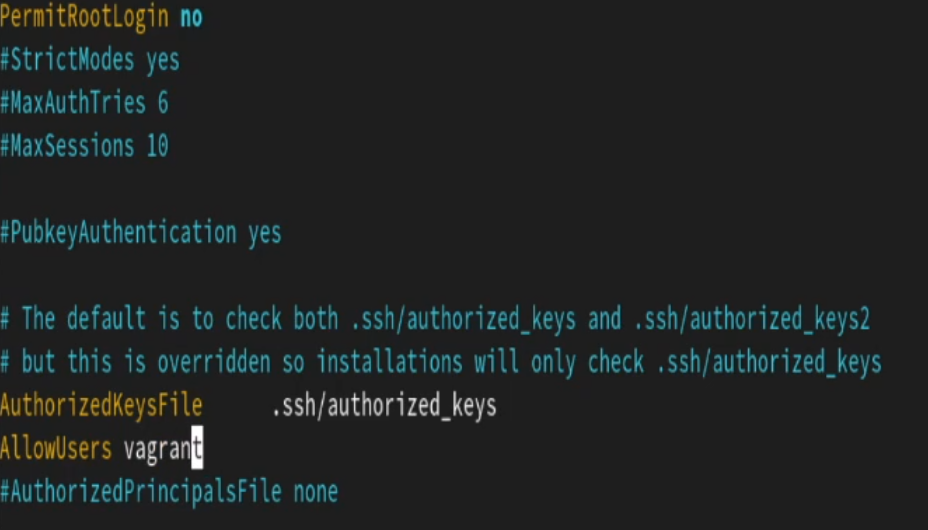 PermitRootLogin no
#StrictModes yes
#MaxAuthTries 6
#MaxSessions 10
#PubkeyAuthentication yes
# The default is to check both .ssh/authorized_keys and .ssh/authorized_keys2
# but this is overridden so installations will only check .ssh/authorized_keys
AuthorizedKeysFile .ssh/authorized_keys
AllowUsers vagrant
#AuthorizedPrincipalsFile none